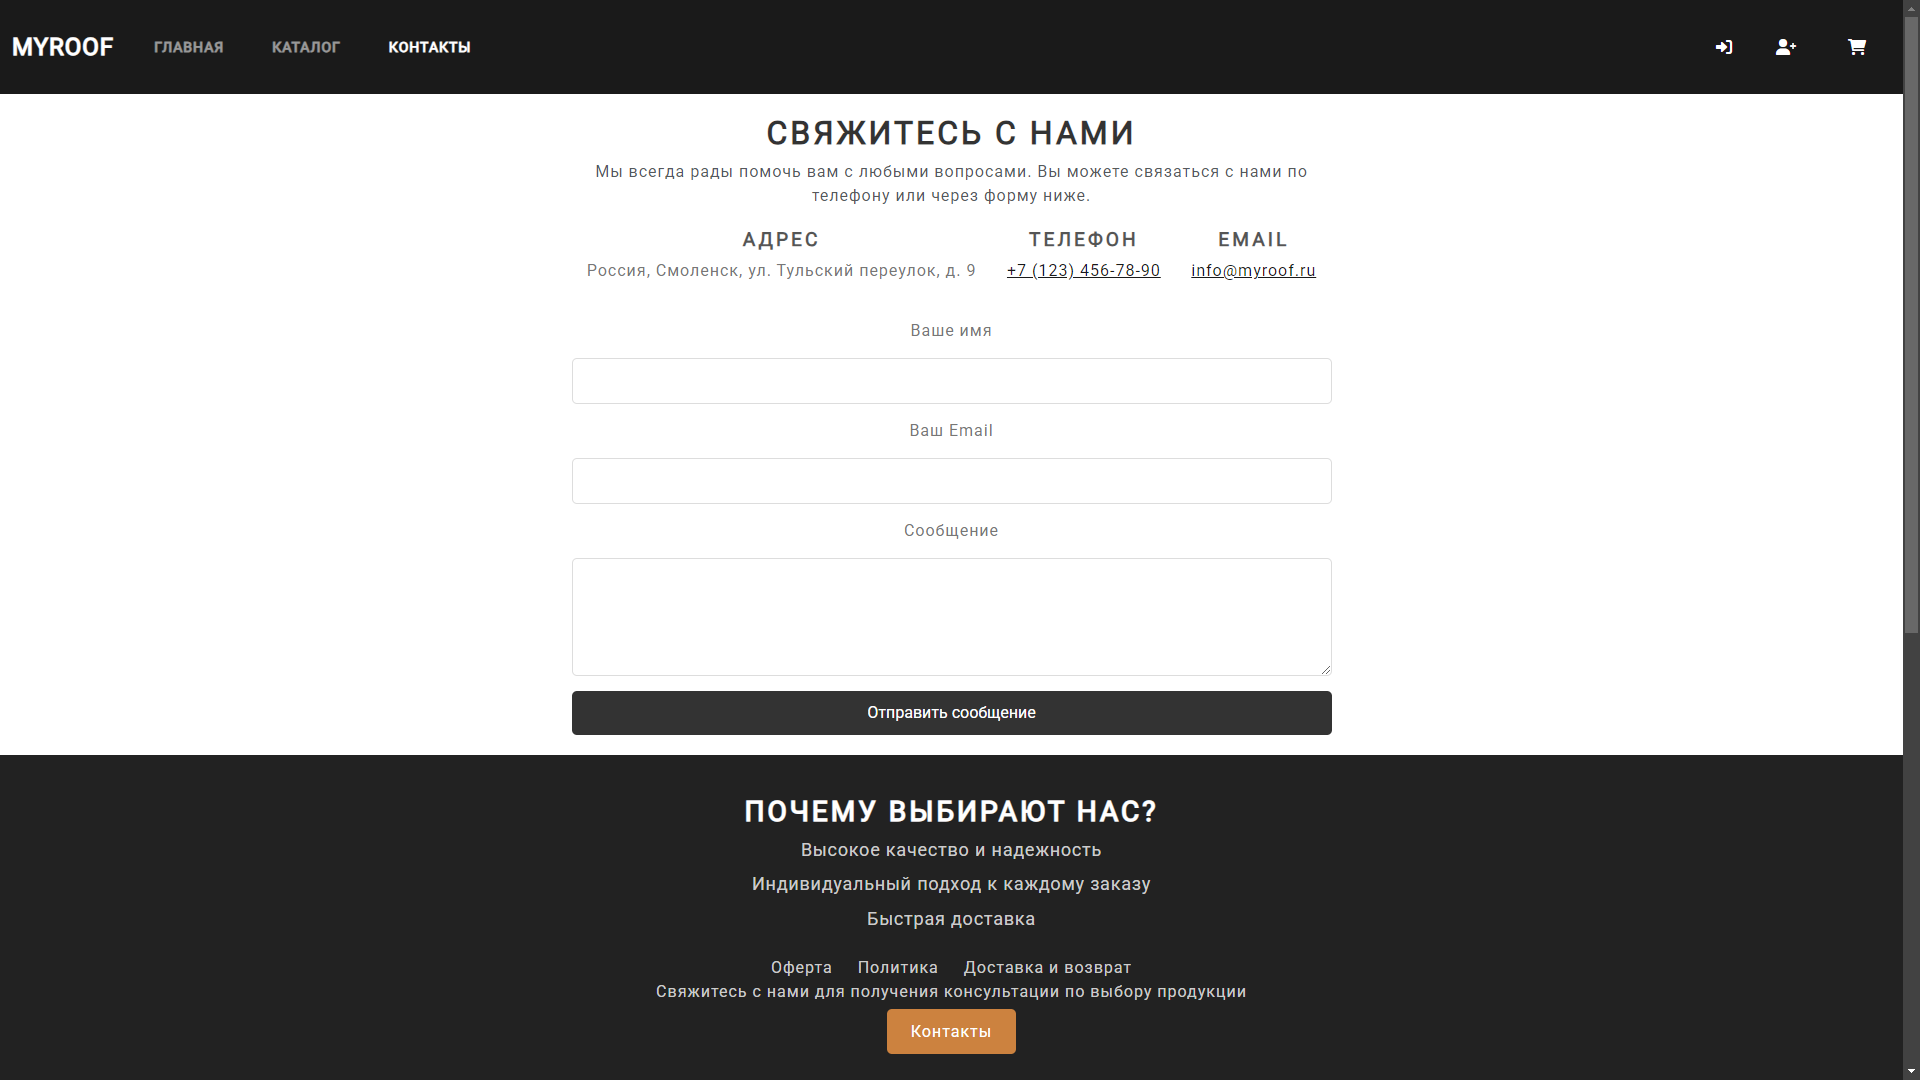 MYROOF
ГЛАВНАЯ
КАТАЛОГ
КОНТАКТЫ
СВЯЖИТЕСЬ С НАМИ
Мы всегда рады помочь вам с любыми вопросами. Вы можете связаться с нами по
телефону или через форму ниже.
АДРЕС
Россия, Смоленск, ул. Тульский переулок, д. 9
ТЕЛЕФОН
+7 (123) 456-78-90
EMAIL
info@myroof.ru
Ваше имя
Ваш Email
Сообщение
Отправить сообщение
ПОЧЕМУ ВЫБИРАЮТ НАС?
Высокое качество и надежность
Индивидуальный подход к каждому заказу
Быстрая доставка
Оферта Политика Доставка и возврат
Свяжитесь с нами для получения консультации по выбору продукции
Контакты